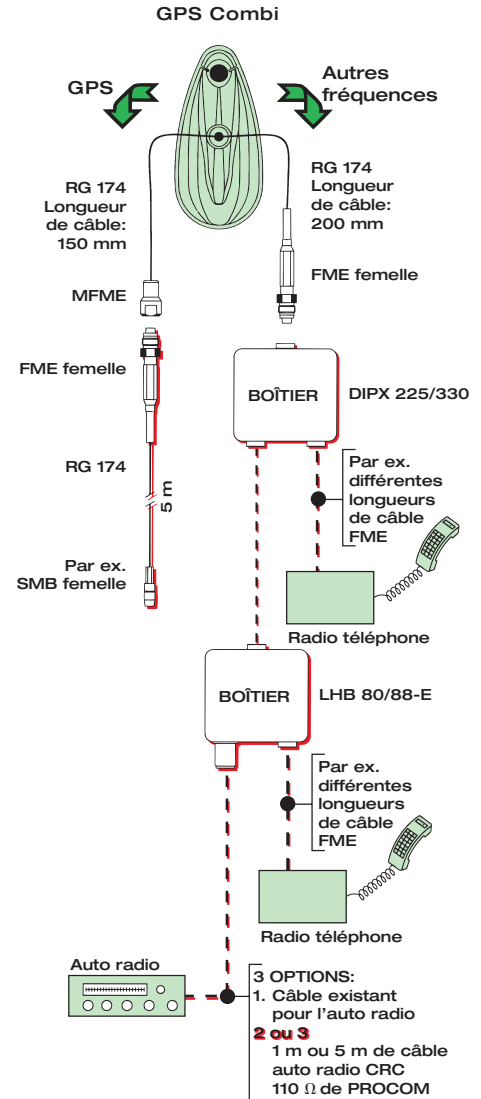 GPS Combi
GPS
Autres
fréquences
RG 174
Longueur
de câble:
150 mm
RG 174
Longueur
de câble:
200 mm
MFME
FME femelle
FME femelle
BOÎTIER
DIPX 225/330
RG 174
5 m
Par ex.
différentes
longueurs
de câble
FME
Par ex.
SMB femelle
Radio téléphone
BOÎTIER
LHB 80/88-E
Par ex.
différentes
longueurs
de câble
FME
Radio téléphone
Auto radio
3 OPTIONS:
1. Câble existant
pour l'auto radio
2 ou 3
1 m ou 5 m de câble
auto radio CRC
110 Ω de PROCOM